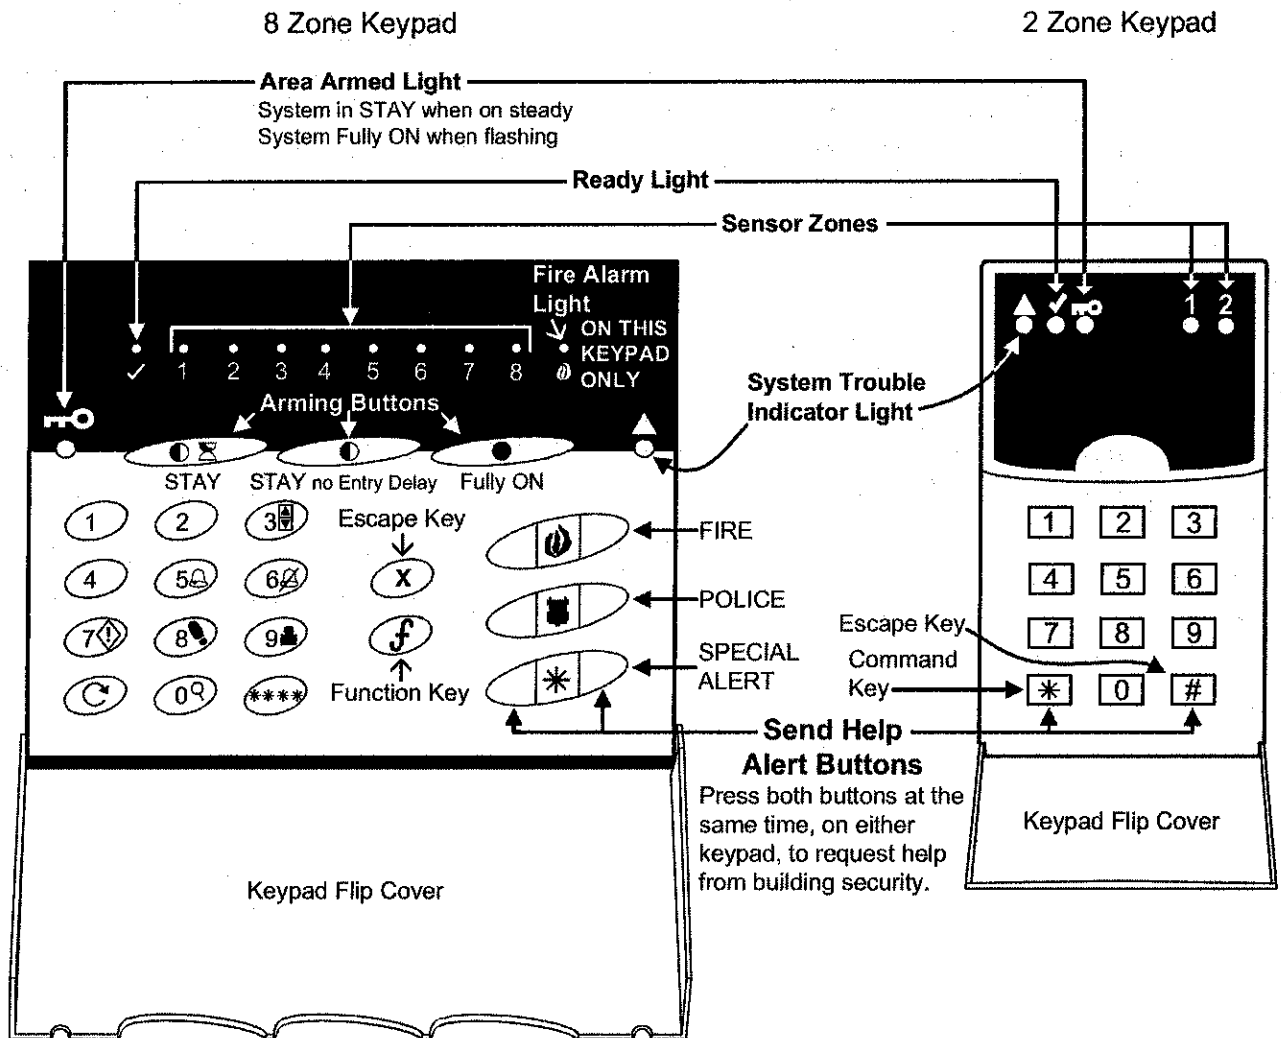 8 Zone Keypad
2 Zone Keypad
Area Armed Light
System in STAY when on steady
System Fully ON when flashing
Ready Light
Sensor Zones
Fire Alarm
Light
ON THIS
KEYPAD
ONLY
1 2 3 4 5 6 7 8
Arming Buttons
1 2
System Trouble
Indicator Light
STAY
STAY no Entry Delay
Fully ON
1 2 3
4 5 6
7 8 9
0 ****
Escape Key
X
f
Function Key
FIRE
POLICE
SPECIAL
ALERT
*
1 2 3
4 5 6
7 8 9
* 0 #
Escape Key
Command
Key
Send Help
Alert Buttons
Press both buttons at the
same time, on either
keypad, to request help
from building security.
Keypad Flip Cover
Keypad Flip Cover